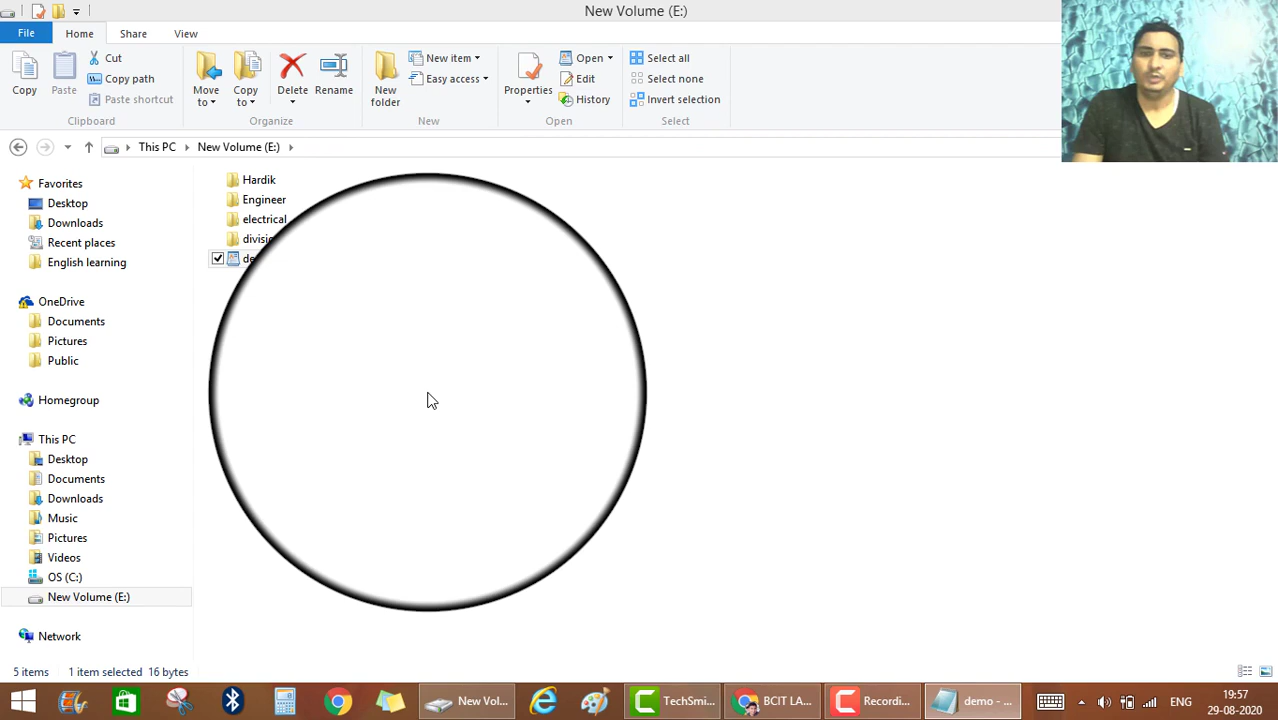 New Volume (E:)
File Home Share View
Copy
Paste
Cut
Copy path
Paste shortcut
Clipboard
Move to
Copy to
Delete
Rename
Organize
New folder
New item
Easy access
New
Properties
Open
Edit
History
Open
Select all
Select none
Invert selection
Select
This PC New Volume (E:)
Favorites
Desktop
Downloads
Recent places
English learning
OneDrive
Documents
Pictures
Public
Homegroup
This PC
Desktop
Documents
Downloads
Music
Pictures
Videos
OS (C:)
New Volume (E:)
Network
Hardik
Engineer
electrical
5 items 1 item selected 16 bytes
New Vol... TechSmi... BCIT LA... Recordi... demo - ... ENG
19:57
29-08-2020